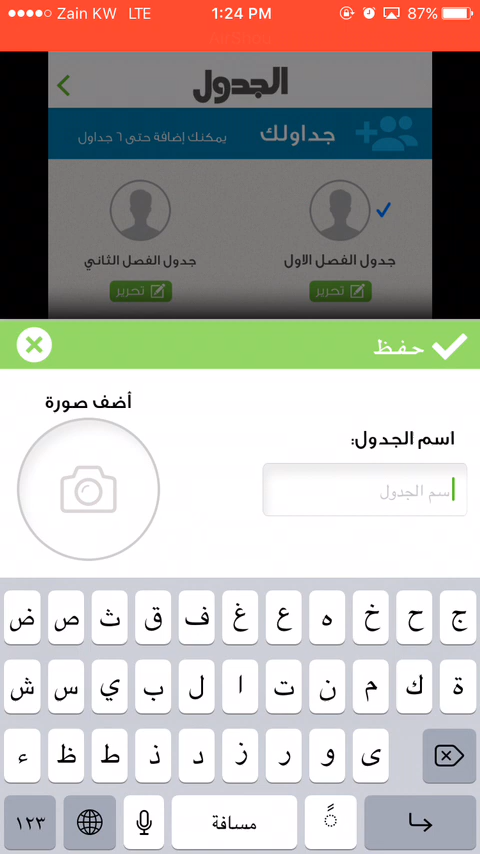 Zain KW LTE 1:24 PM 87%
الجدول
جداولك يمكنك إضافة حتى ٦ جداول
جدول الفصل الاول جدول الفصل الثاني
تحرير تحرير
حفظ
أضف صورة
اسم الجدول:
سم الجدول
ض ص ث ق ف غ ع ه خ ح ج
ش س ي ب ل ا ت ن م ك ة
ء ظ ط ذ د ز ر و ى
١٢٣ مسافة